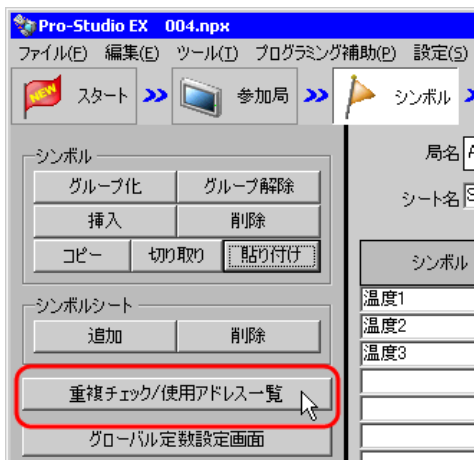 Pro-Studio EX 004.npx
ファイル(F) 編集(E) ツール(T) プログラミング補助(P) 設定(S)
NEW スタート >> 参加局 >> シンボル
シンボル
グループ化 グループ解除
挿入 削除
コピー 切り取り 貼り付け
シンボルシート
追加 削除
重複チェック/使用アドレス一覧
グローバル定数設定画面
局名
シート名
シンボル
温度1
温度2
温度3